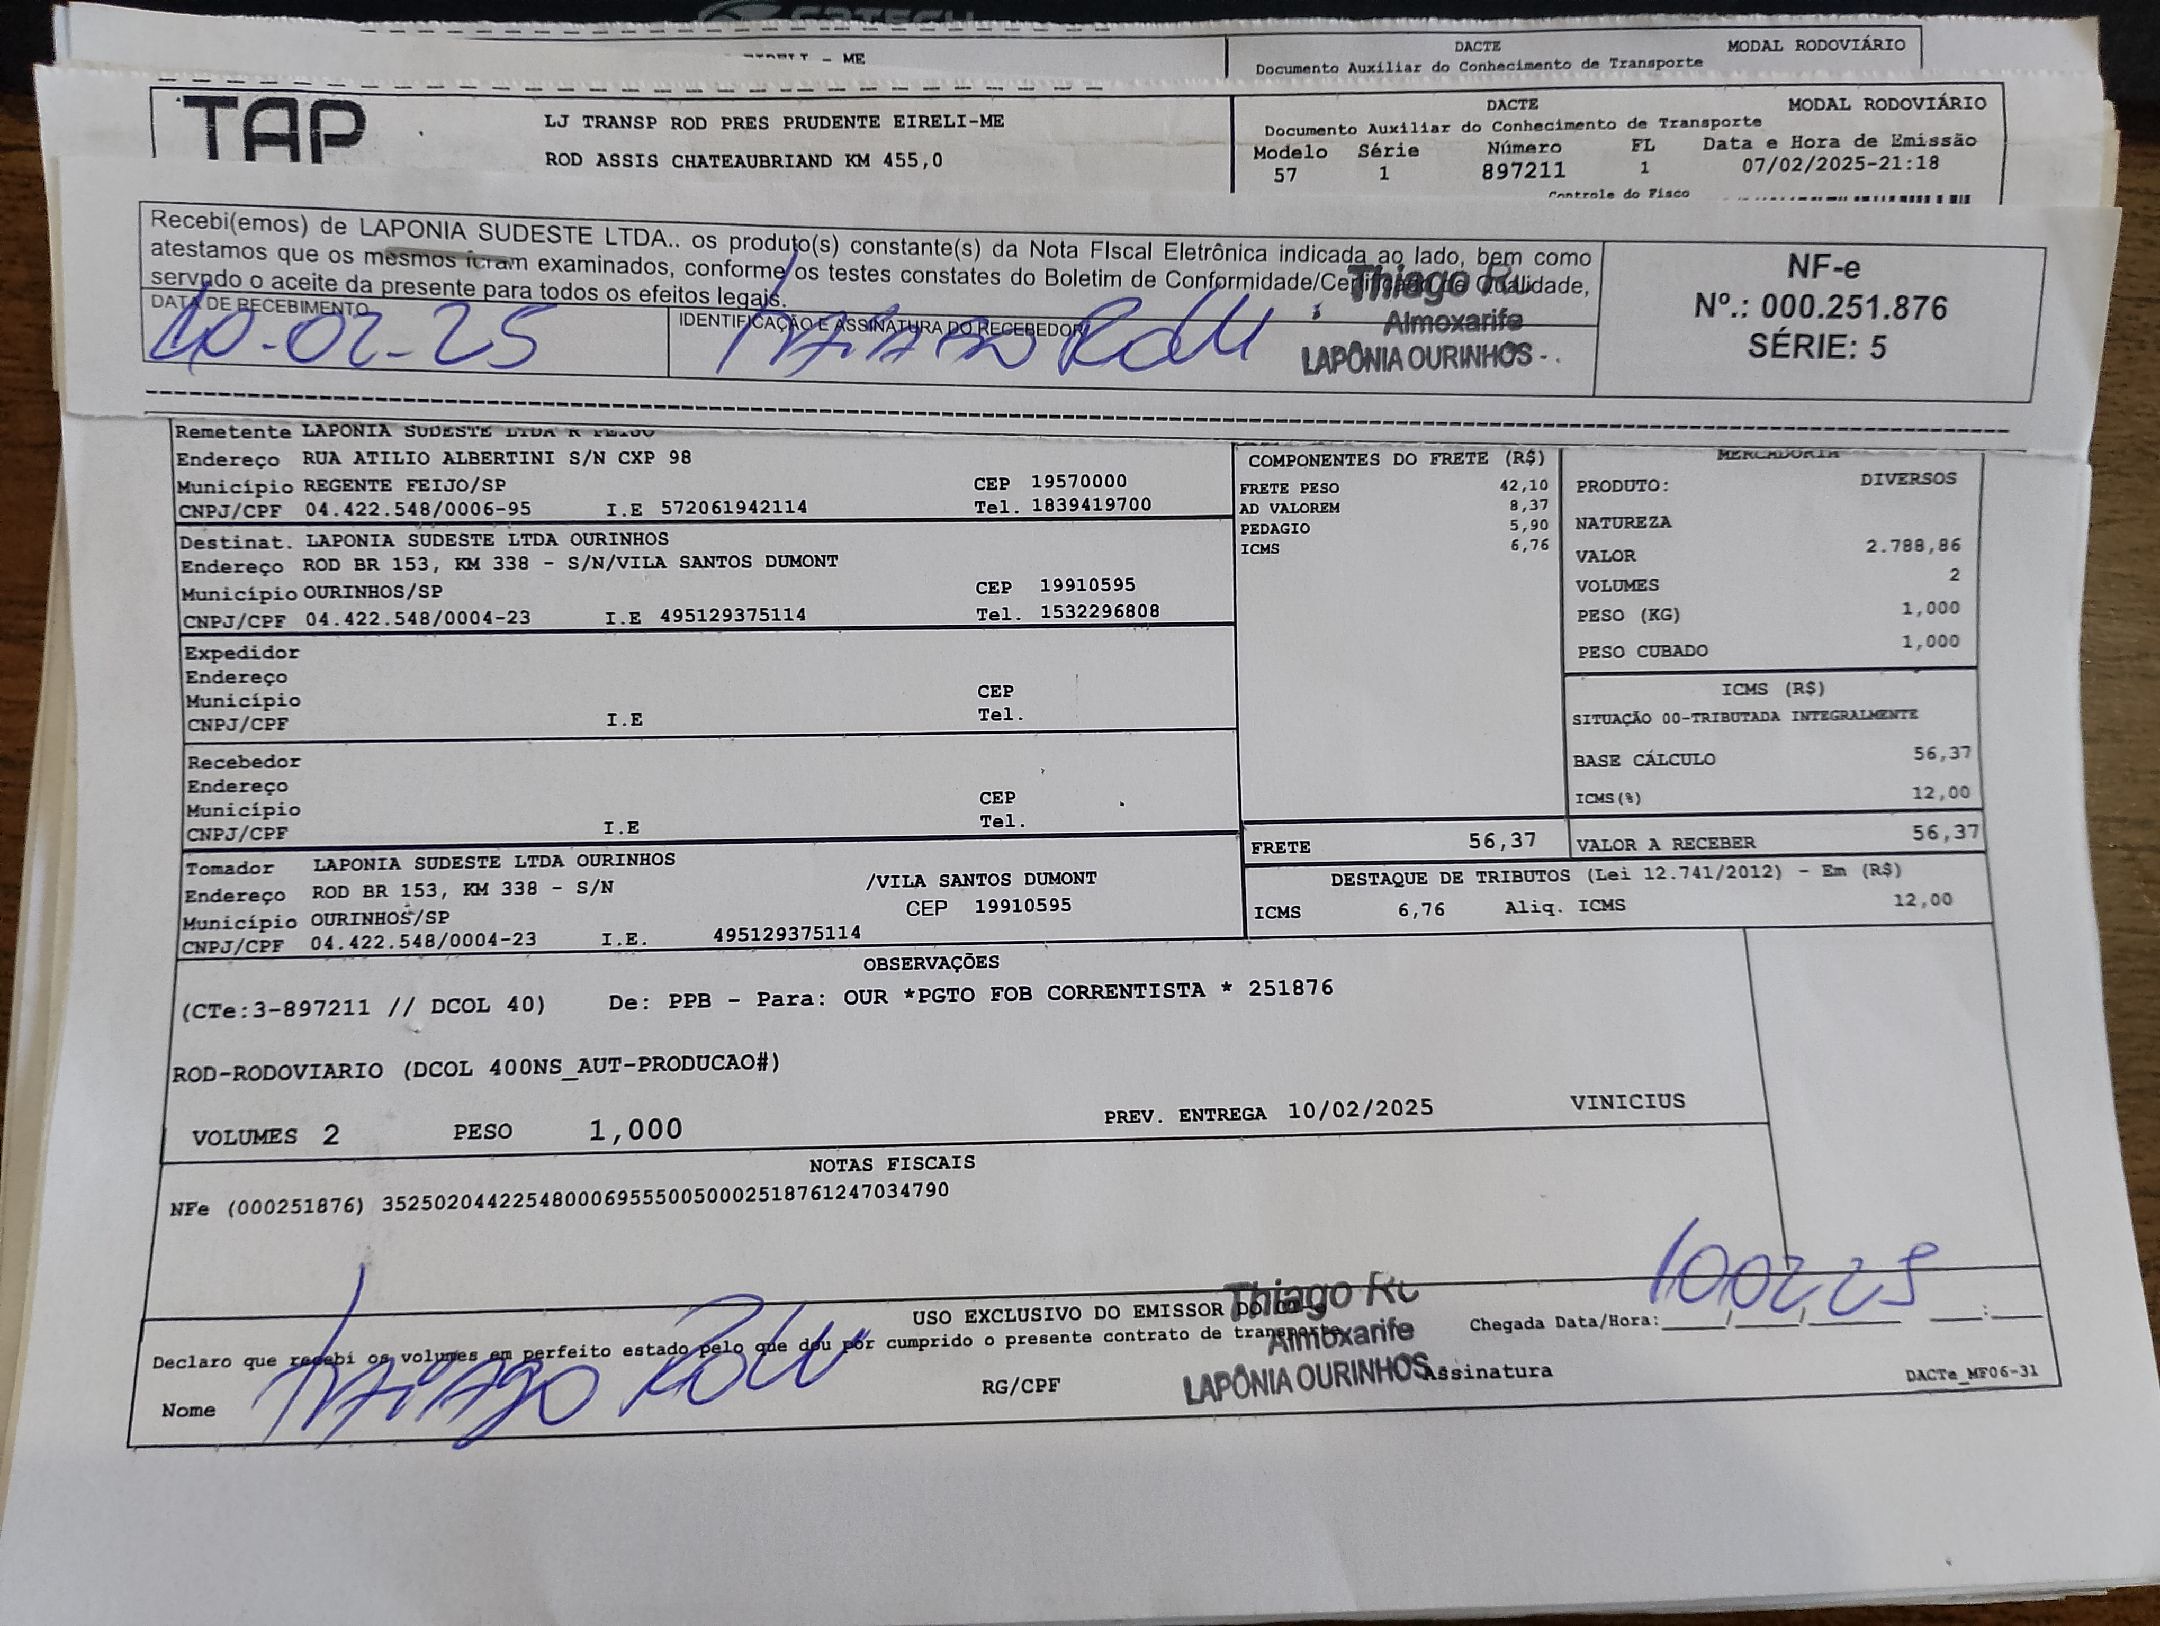 - ME
DACTE
MODAL RODOVIÁRIO
Documento Auxiliar do Conhecimento de Transporte
TAP
LJ TRANSP ROD PRES PRUDENTE EIRELI-ME
ROD ASSIS CHATEAUBRIAND KM 455,0
DACTE
MODAL RODOVIÁRIO
Documento Auxiliar do Conhecimento de Transporte
Modelo Série Número FL Data e Hora de Emissão
57 1 897211 1 07/02/2025-21:18
Controle do Fisco
Recebi(emos) de LAPONIA SUDESTE LTDA.. os produto(s) constante(s) da Nota FIscal Eletrônica indicada ao lado, bem como
atestamos que os mesmos foram examinados, conforme os testes constates do Boletim de Conformidade/Certificado de Qualidade,
servndo o aceite da presente para todos os efeitos legais.
DATA DE RECEBIMENTO
10-02-25
IDENTIFICAÇÃO E ASSINATURA DO RECEBEDOR
Thiago
Thiago
Almoxarife
LAPÔNIA OURINHOS
NF-e
Nº.: 000.251.876
SÉRIE: 5
Remetente LAPONIA SUDESTE LTDA R FEIJO
Endereço RUA ATILIO ALBERTINI S/N CXP 98
Município REGENTE FEIJO/SP CEP 19570000
CNPJ/CPF 04.422.548/0006-95 I.E 572061942114 Tel. 1839419700
Destinat. LAPONIA SUDESTE LTDA OURINHOS
Endereço ROD BR 153, KM 338 - S/N/VILA SANTOS DUMONT
Município OURINHOS/SP CEP 19910595
CNPJ/CPF 04.422.548/0004-23 I.E 495129375114 Tel. 1532296808
Expedidor
Endereço
Município CEP
CNPJ/CPF I.E Tel.
Recebedor
Endereço
Município CEP
CNPJ/CPF I.E Tel.
Tomador LAPONIA SUDESTE LTDA OURINHOS
Endereço ROD BR 153, KM 338 - S/N /VILA SANTOS DUMONT
Município OURINHOS/SP CEP 19910595
CNPJ/CPF 04.422.548/0004-23 I.E. 495129375114
COMPONENTES DO FRETE (R$)
FRETE PESO 42,10
AD VALOREM 8,37
PEDAGIO 5,90
ICMS 6,76
FRETE 56,37
MERCADORIA
PRODUTO: DIVERSOS
NATUREZA
VALOR 2.788,86
VOLUMES 2
PESO (KG) 1,000
PESO CUBADO 1,000
ICMS (R$)
SITUAÇÃO 00-TRIBUTADA INTEGRALMENTE
BASE CÁLCULO 56,37
ICMS(%) 12,00
VALOR A RECEBER 56,37
DESTAQUE DE TRIBUTOS (Lei 12.741/2012) - Em (R$)
ICMS 6,76 Aliq. ICMS 12,00
OBSERVAÇÕES
(CTe:3-897211 // DCOL 40) De: PPB - Para: OUR *PGTO FOB CORRENTISTA * 251876
ROD-RODOVIARIO (DCOL 400NS_AUT-PRODUCAO#)
VOLUMES 2 PESO 1,000 PREV. ENTREGA 10/02/2025 VINICIUS
NOTAS FISCAIS
NFe (000251876) 35250204422548000695550050002518761247034790
USO EXCLUSIVO DO EMISSOR DO
Declaro que recebi os volumes em perfeito estado pelo que dou por cumprido o presente contrato de transporte
Chegada Data/Hora: 10 02 25
Nome Thiago
RG/CPF
Thiago
Almoxarife
LAPÔNIA OURINHOS
Assinatura
DACTe_MF06-31